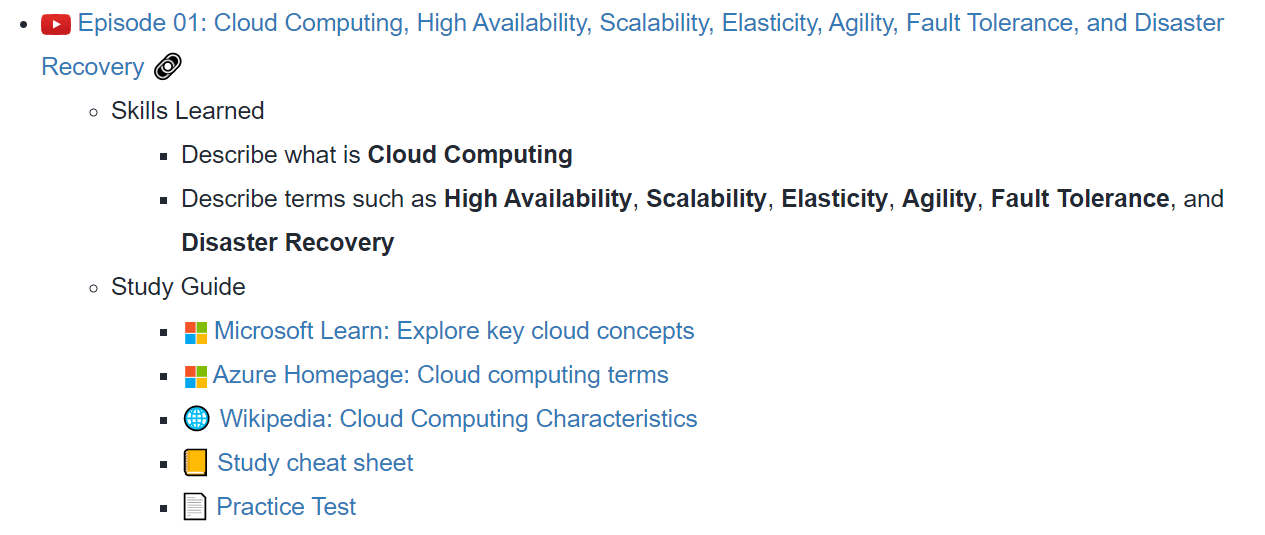 Episode 01: Cloud Computing, High Availability, Scalability, Elasticity, Agility, Fault Tolerance, and Disaster
Recovery
Skills Learned
Describe what is Cloud Computing
Describe terms such as High Availability, Scalability, Elasticity, Agility, Fault Tolerance, and
Disaster Recovery
Study Guide
Microsoft Learn: Explore key cloud concepts
Azure Homepage: Cloud computing terms
Wikipedia: Cloud Computing Characteristics
Study cheat sheet
Practice Test